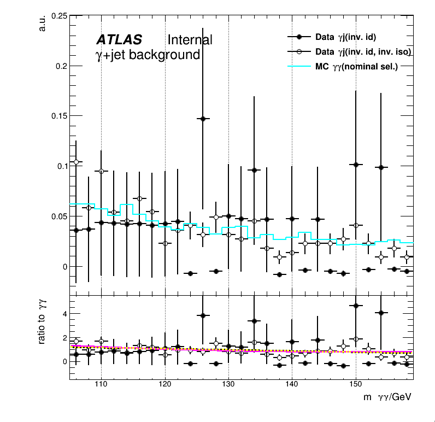 a.u.
0.25
ATLAS Internal
γ+jet background
Data γj(inv. id)
Data γj(inv. id, inv. iso)
MC γγ(nominal sel.)
0.2
0.15
0.1
0.05
0
ratio to γγ
4
2
0
110 120 130 140 150
m γγ/GeV